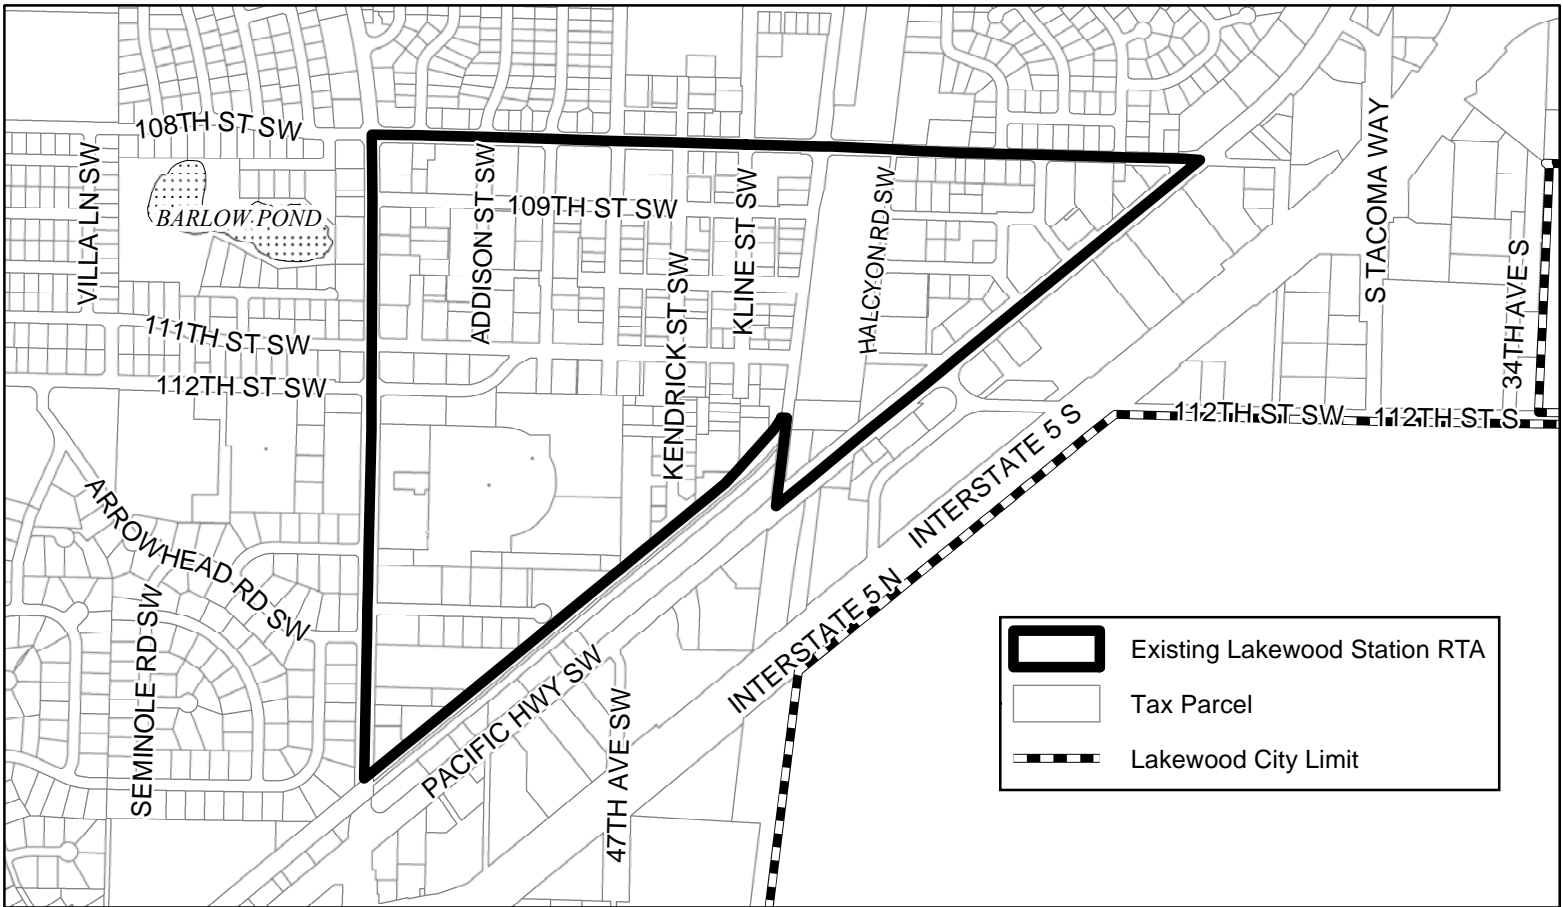 108TH ST SW
VILLA LN SW
BARLOW POND
ADDISON ST SW
109TH ST SW
KENDRICK ST SW
KLINE ST SW
HALCYON RD SW
S TACOMA WAY
34TH AVE S
111TH ST SW
112TH ST SW
112TH ST SW
112TH ST S
ARROWHEAD RD SW
SEMINOLE RD SW
PACIFIC HWY SW
47TH AVE SW
INTERSTATE 5 S
INTERSTATE 5 N
Existing Lakewood Station RTA
Tax Parcel
Lakewood City Limit